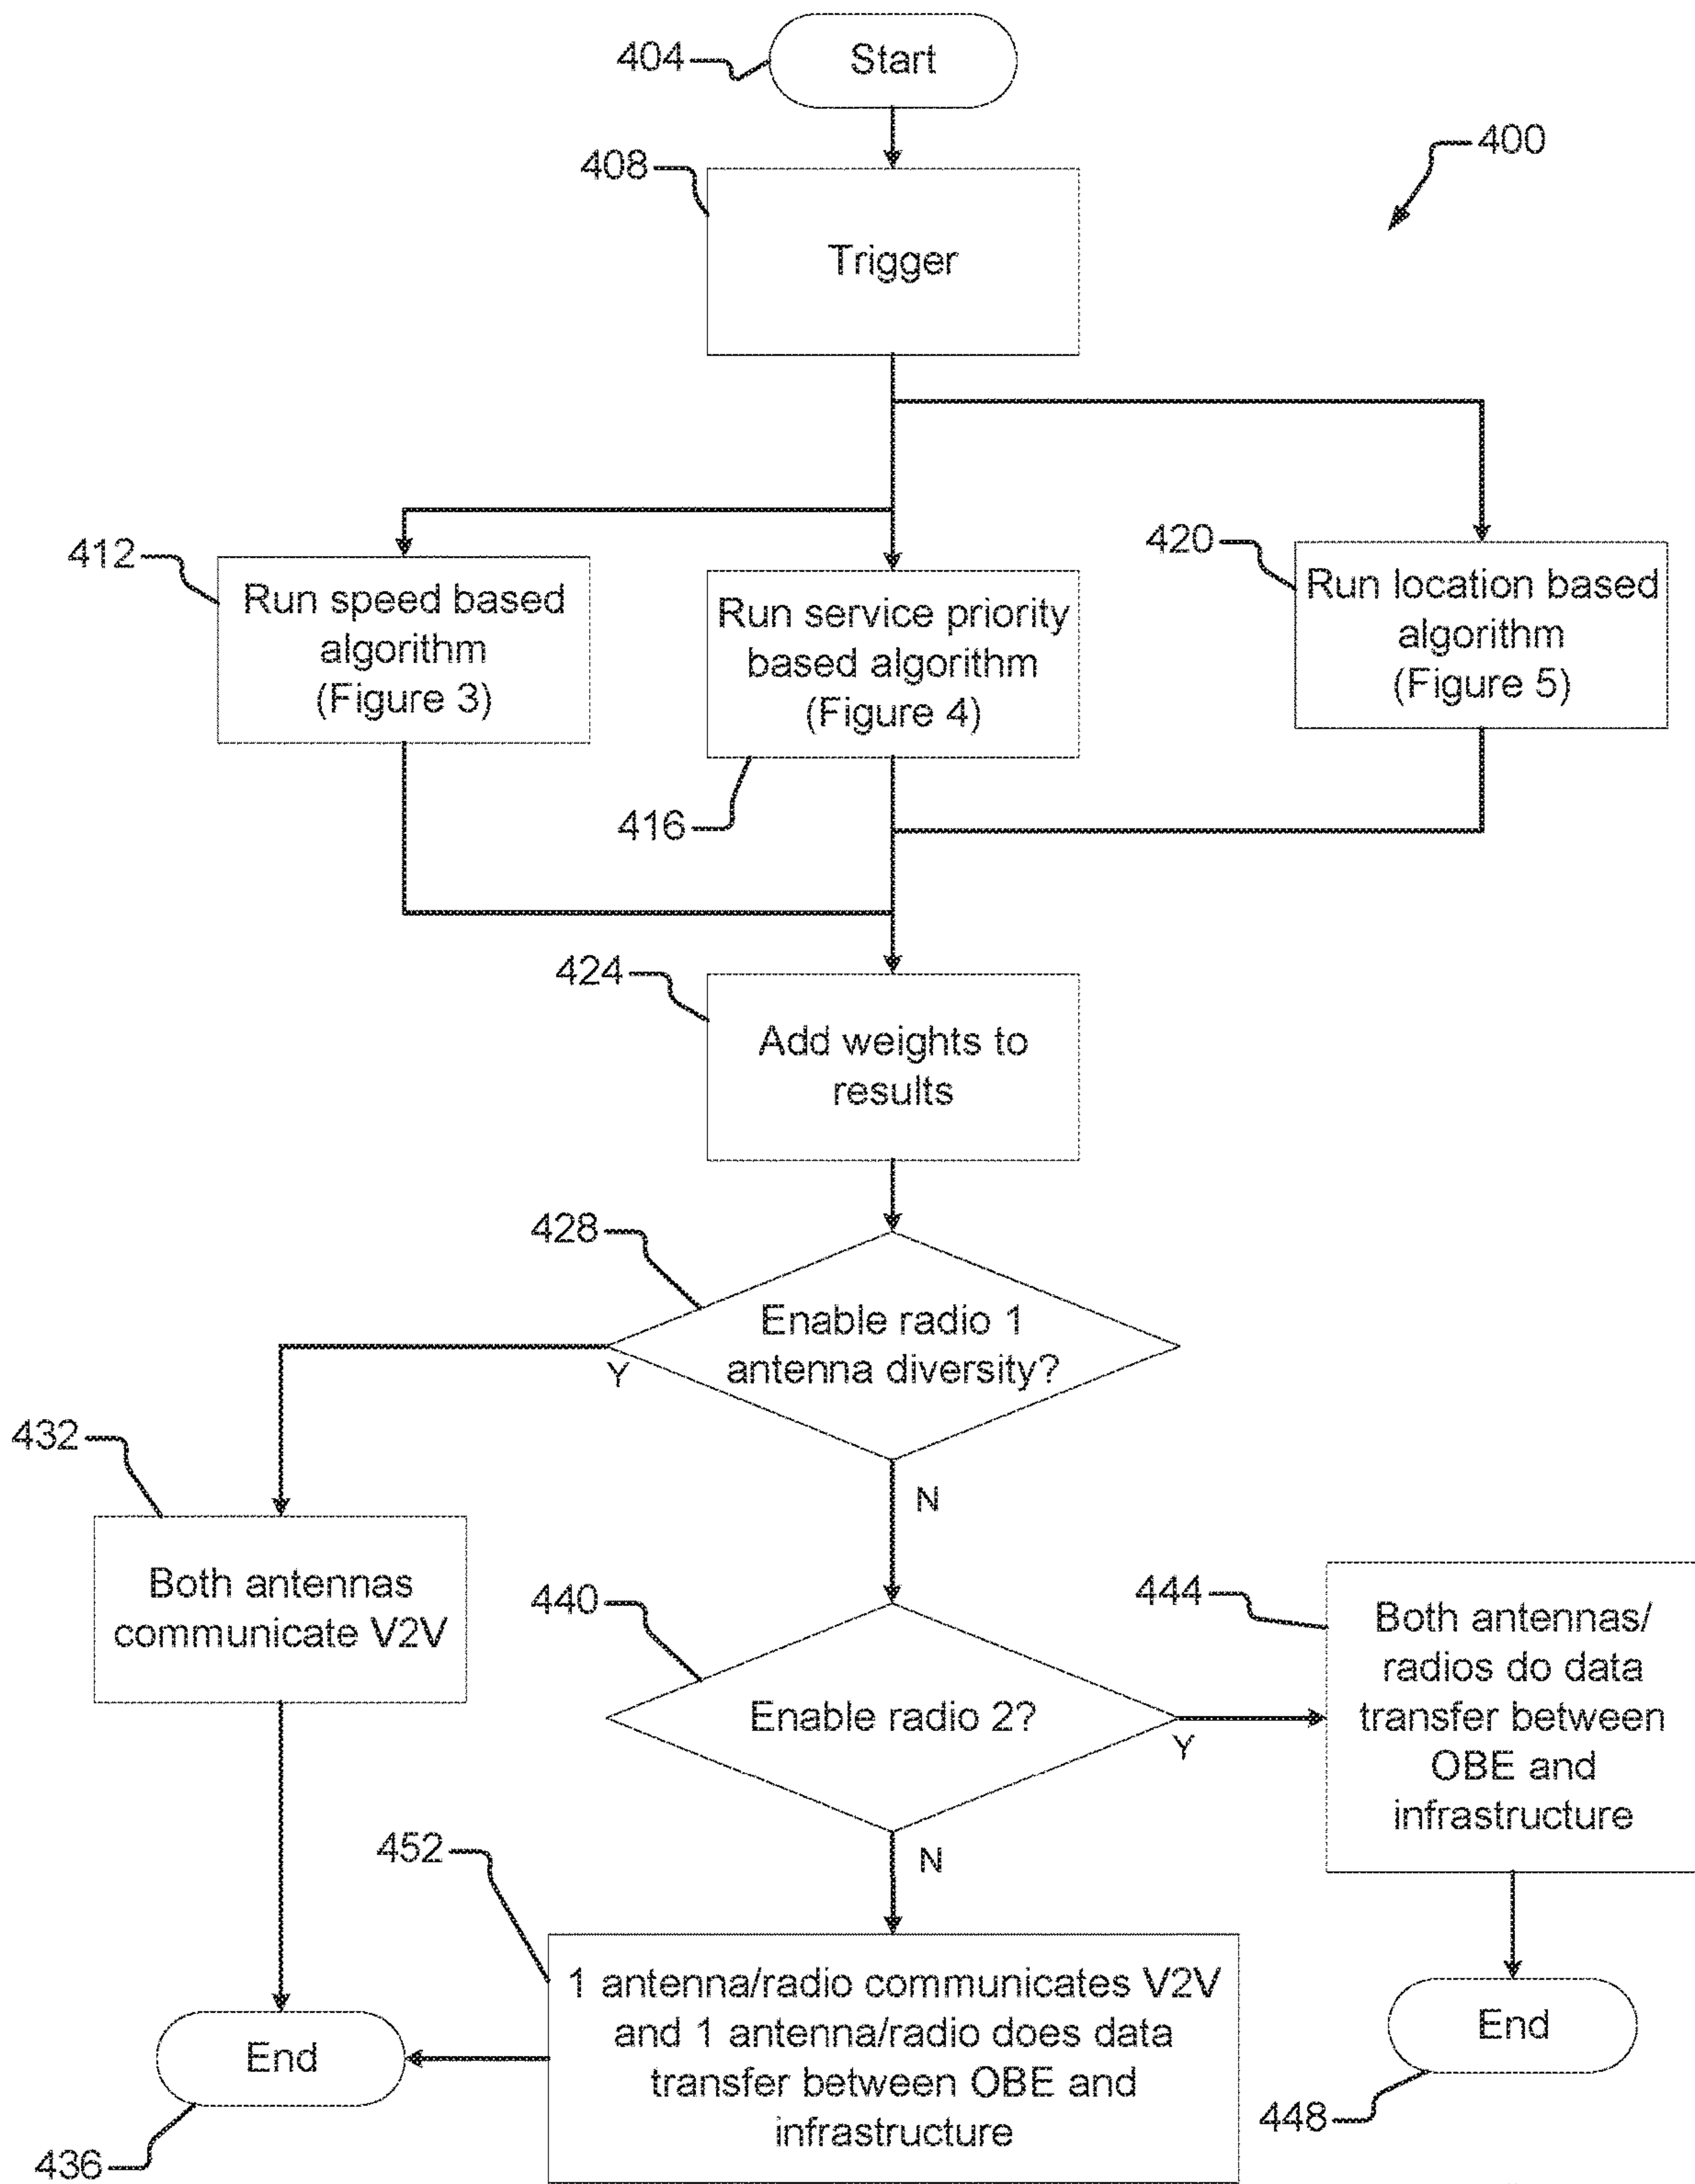 404
Start
400
408
Trigger
412
Run speed based
algorithm
(Figure 3)
Run service priority
based algorithm
(Figure 4)
416
420
Run location based
algorithm
(Figure 5)
424
Add weights to
results
428
Enable radio 1
antenna diversity?
Y
N
432
Both antennas
communicate V2V
440
Enable radio 2?
Y
N
444
Both antennas/
radios do data
transfer between
OBE and
infrastructure
452
1 antenna/radio communicates V2V
and 1 antenna/radio does data
transfer between OBE and
infrastructure
End
436
End
448